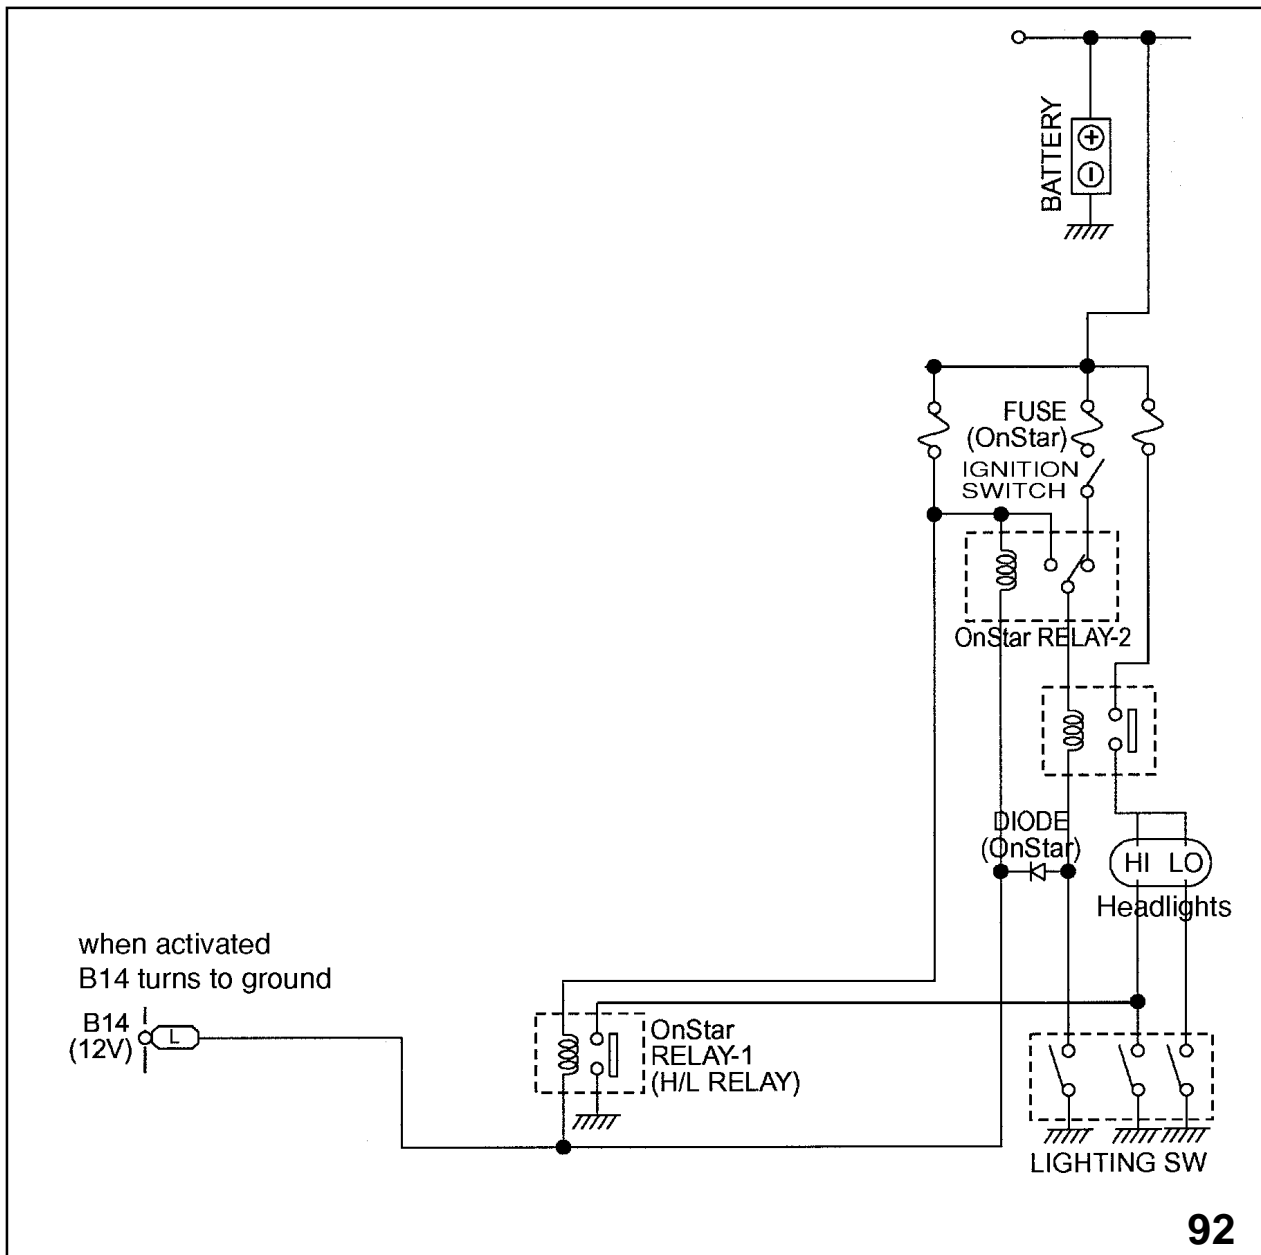 BATTERY
+
−
FUSE
(OnStar)
IGNITION
SWITCH
OnStar RELAY-2
DIODE
(OnStar)
HI LO
Headlights
when activated
B14 turns to ground
B14
(12V)
L
OnStar
RELAY-1
(H/L RELAY)
LIGHTING SW
92